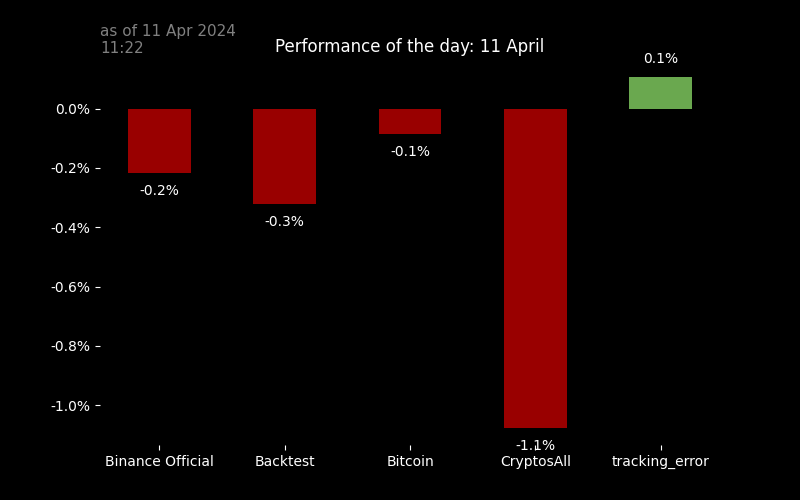 as of 11 Apr 2024
11:22
Performance of the day: 11 April
0.1%
0.0%
-0.2%
-0.4%
-0.6%
-0.8%
-1.0%
-0.2%
-0.3%
-0.1%
-1.1%
Binance Official
Backtest
Bitcoin
CryptosAll
tracking_error